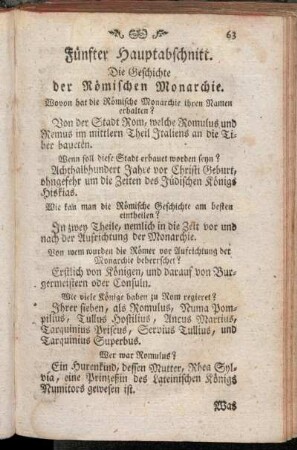 63
Fünfter Hauptabschnitt.
Die Geschichte
der Römischen Monarchie.
Wovon hat die Römische Monarchie ihren Namen
erhalten?
Von der Stadt Rom, welche Romulus und
Remus im mittlern Theil Italiens an die Ti-
ber baueten.
Wenn soll diese Stadt erbauet worden seyn?
Achthalbhundert Jahre vor Christi Geburt,
ohngefehr um die Zeiten des Jüdischen Königs
Hiskias.
Wie kan man die Römische Geschichte am besten
eintheilen?
In zwey Theile, nemlich in die Zeit vor und
nach der Aufrichtung der Monarchie.
Von wem wurden die Römer vor Aufrichtung der
Monarchie beherrschet?
Erstlich von Königen, und darauf von Bur-
germeistern oder Consuln.
Wie viele Könige haben zu Rom regieret?
Ihrer sieben, als Romulus, Numa Pom-
pilius, Tullus Hostilius, Ancus Martius,
Tarquinius Priscus, Servius Tullius, und
Tarquinius Superbus.
Wer war Romulus?
Ein Hurenkind, dessen Mutter, Rhea Syl-
via, eine Prinzeßin des Lateinischen Königs
Numitors gewesen ist.
Was